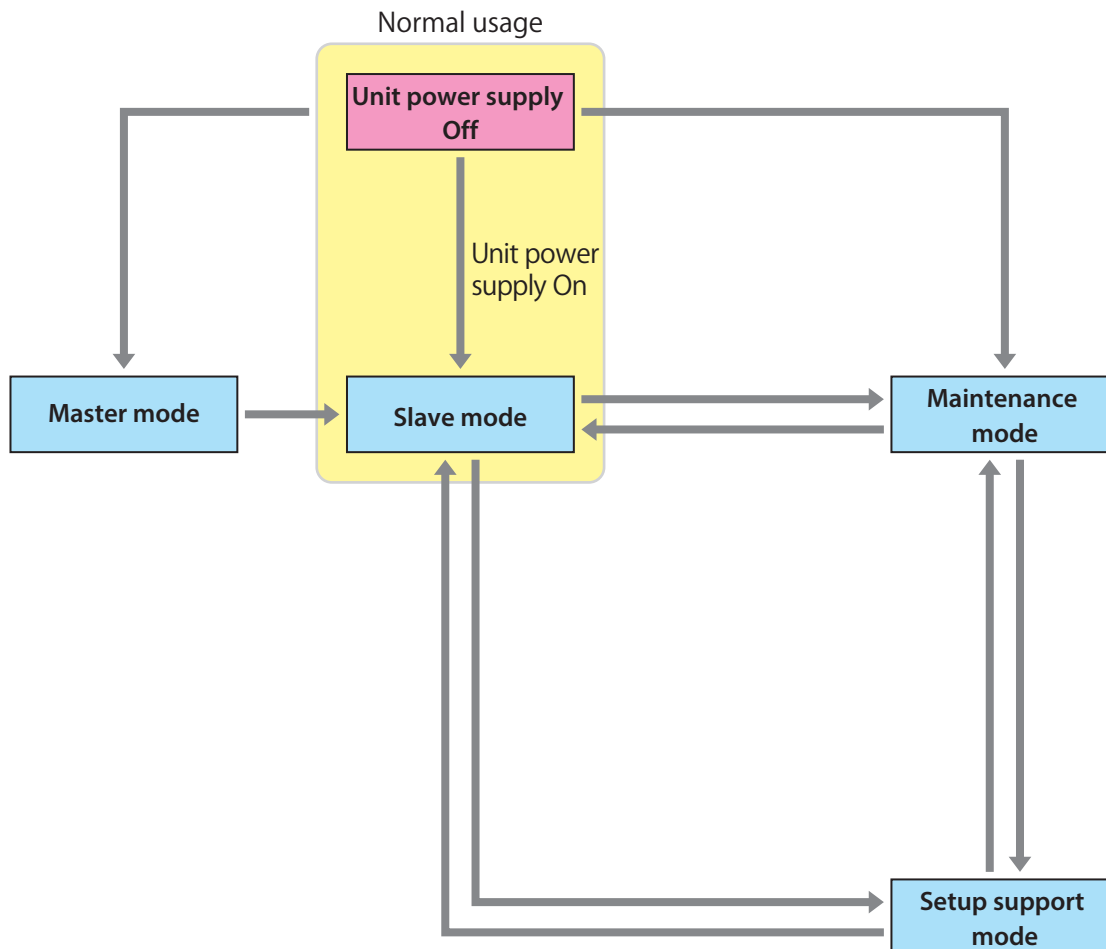 Normal usage
Unit power supply
Off
Unit power
supply On
Master mode
Slave mode
Maintenance
mode
Setup support
mode